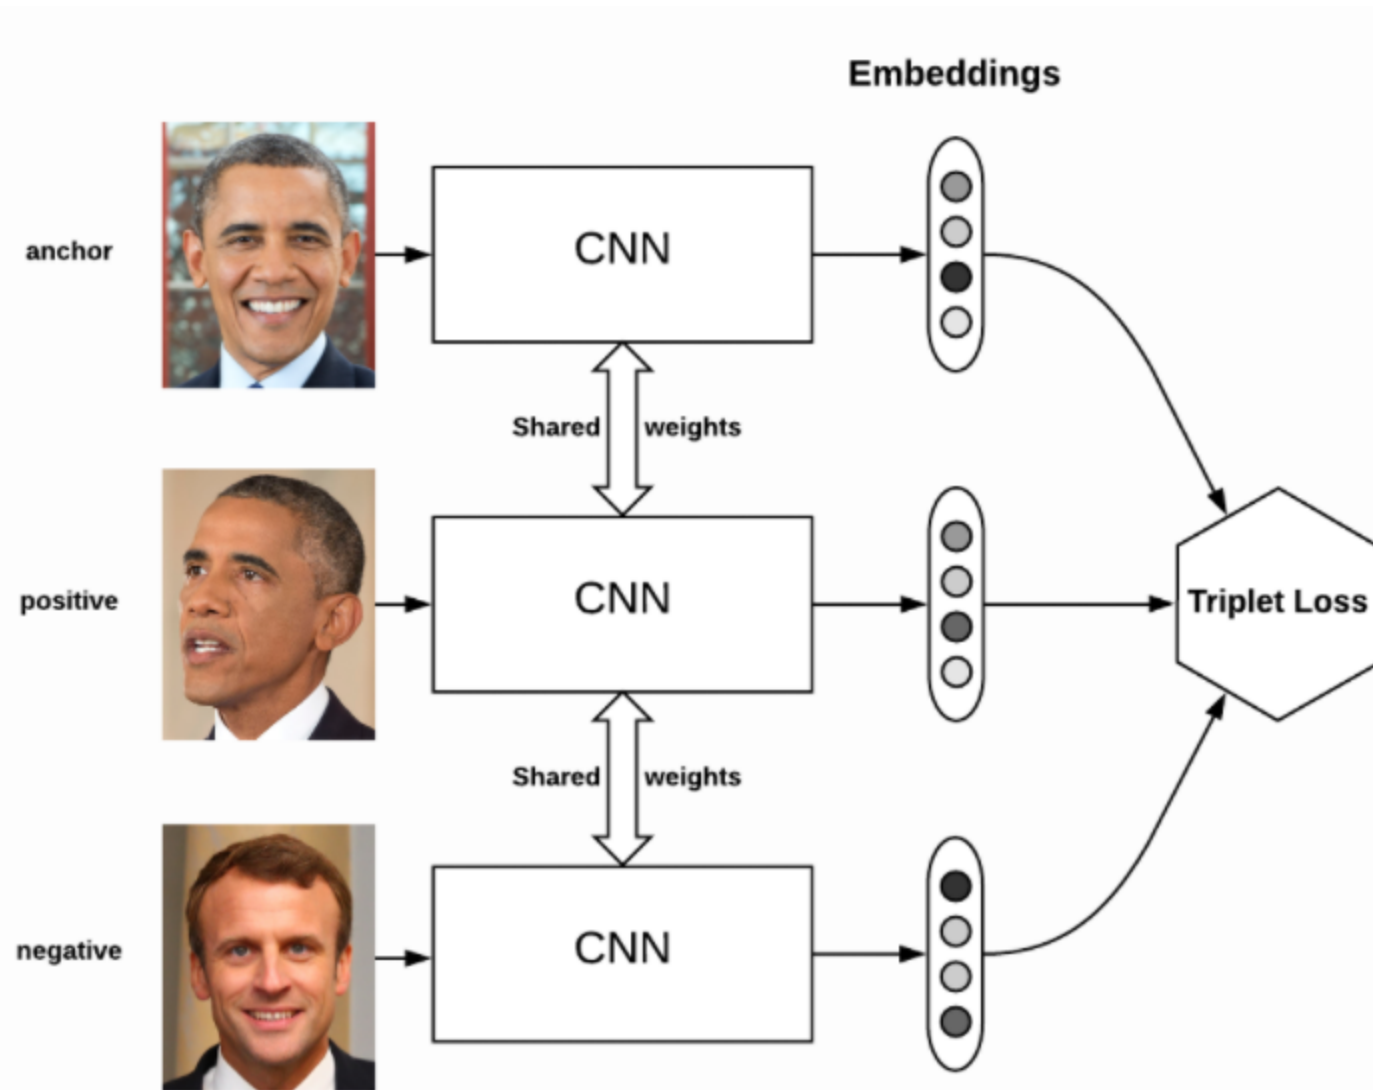 Embeddings
anchor
CNN
Shared weights
positive
CNN
Triplet Loss
Shared weights
negative
CNN